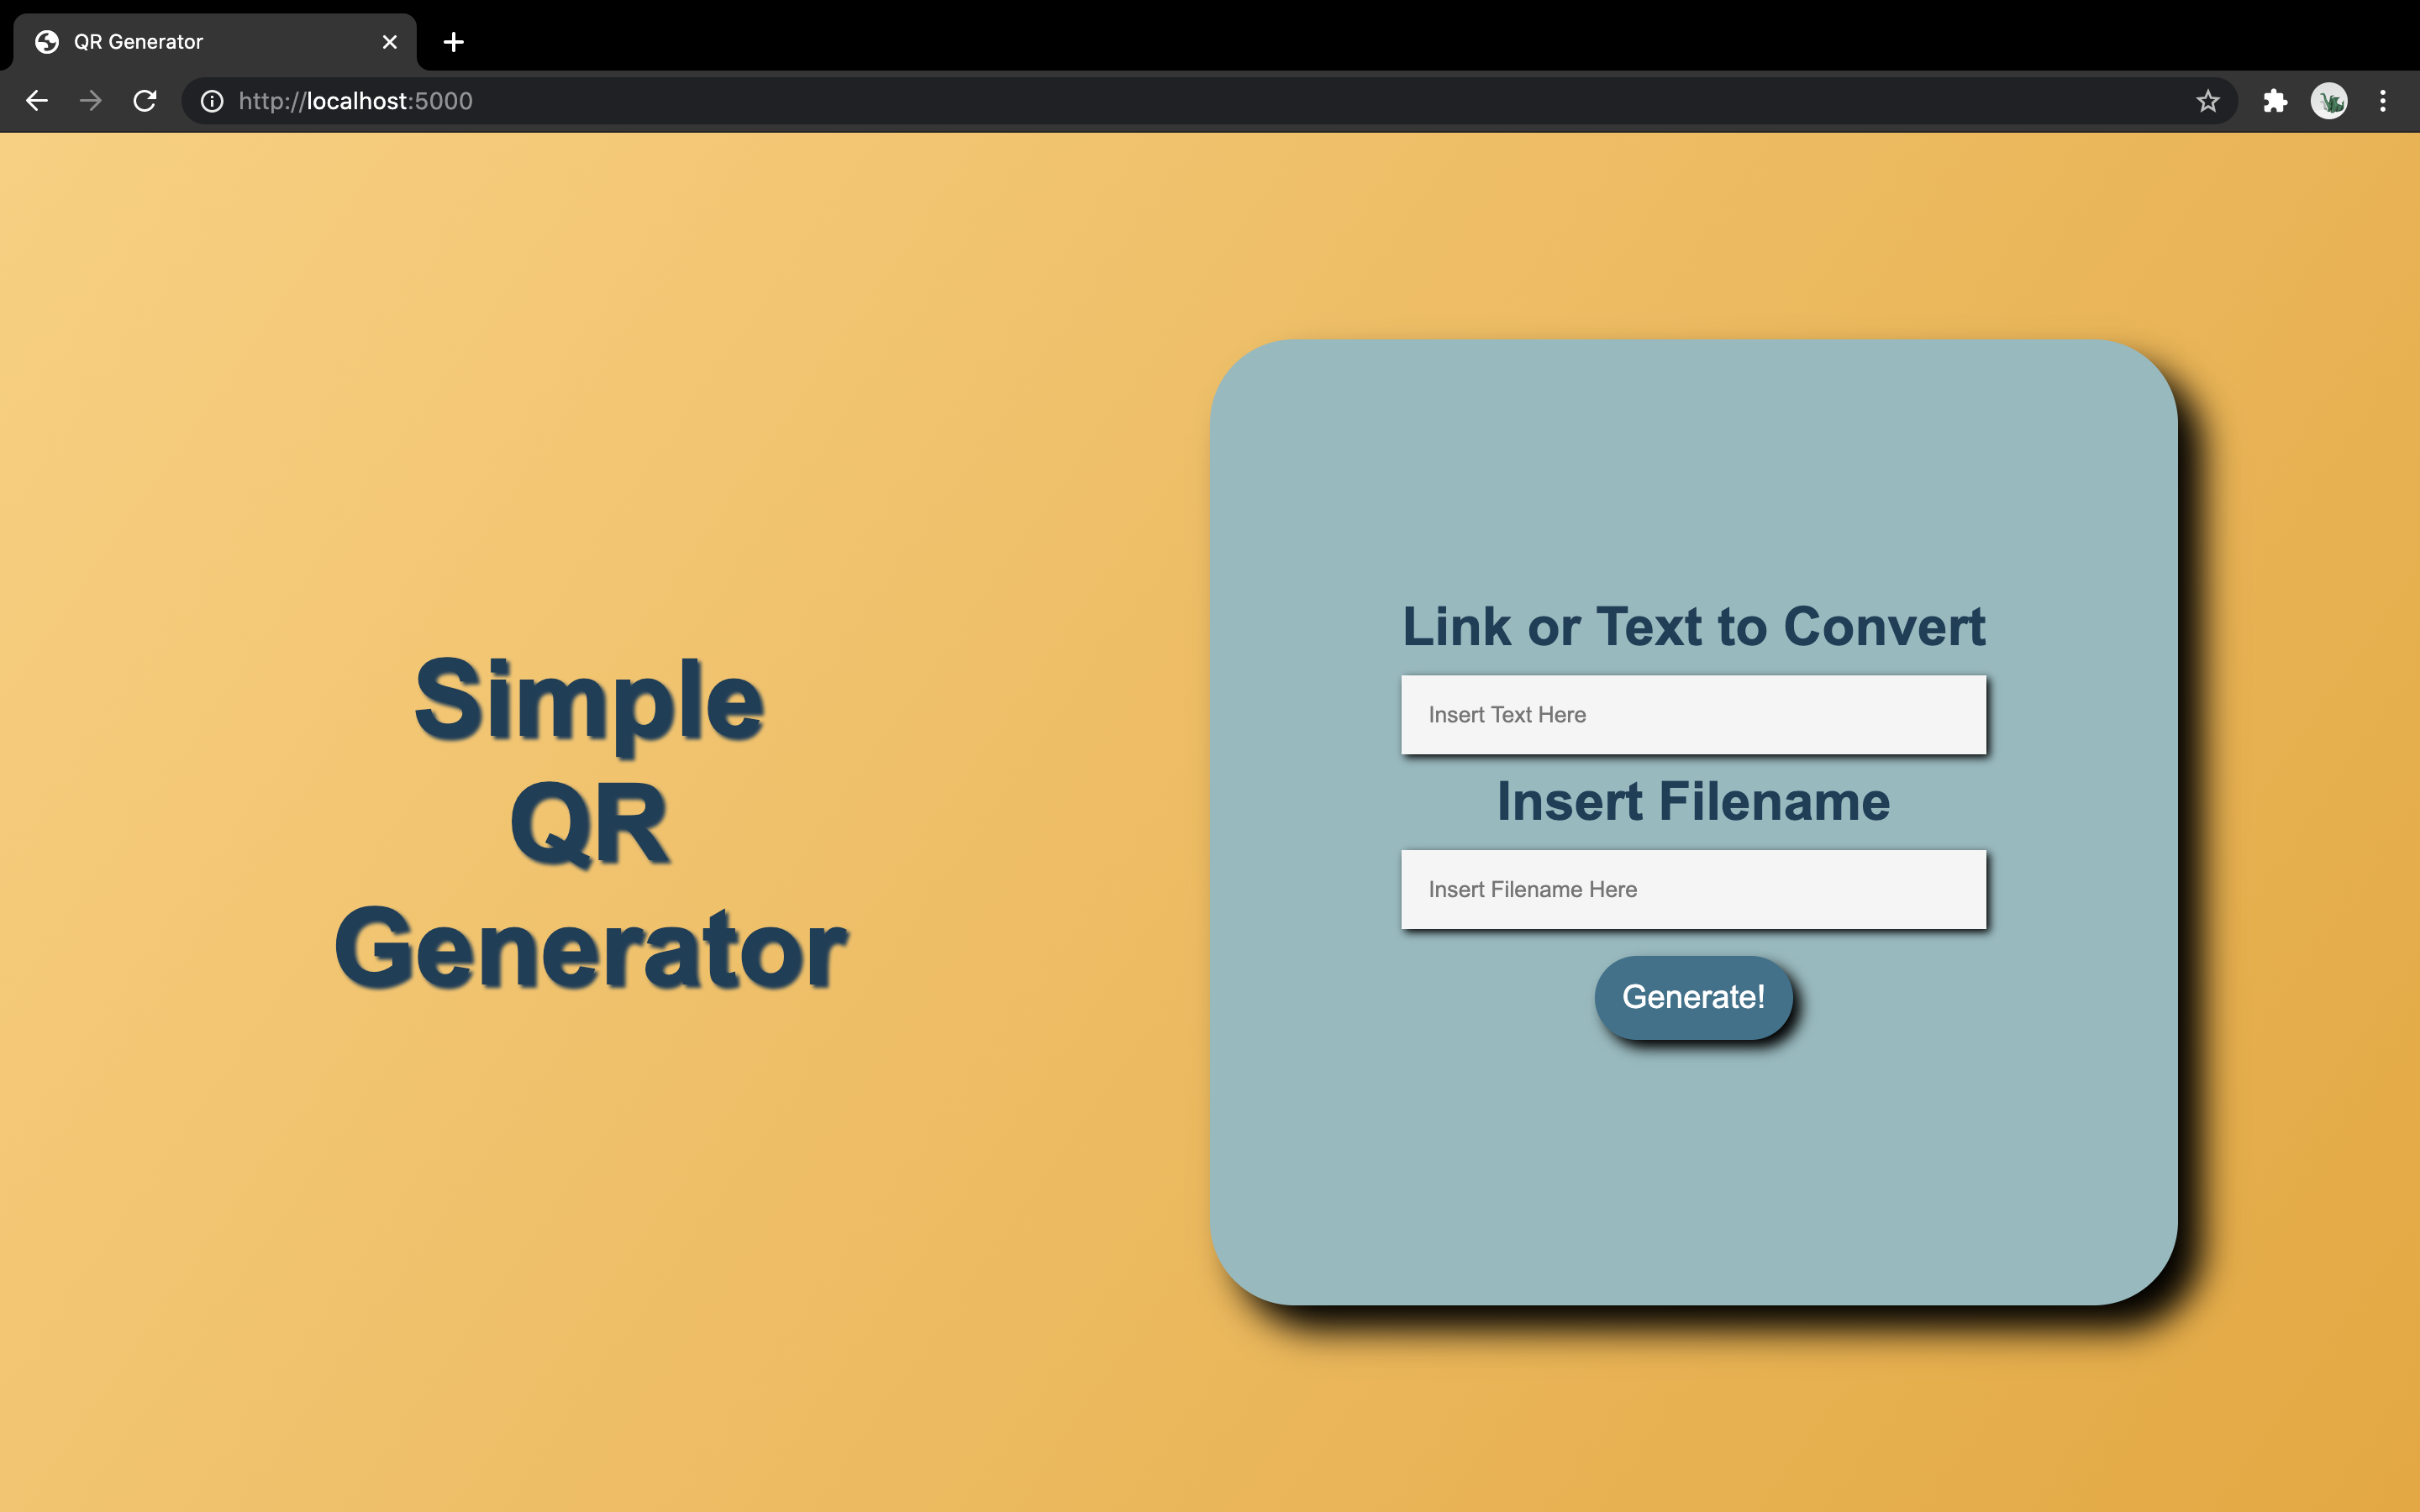 QR Generator
http://localhost:5000
Simple
QR
Generator
Link or Text to Convert
Insert Text Here
Insert Filename
Insert Filename Here
Generate!